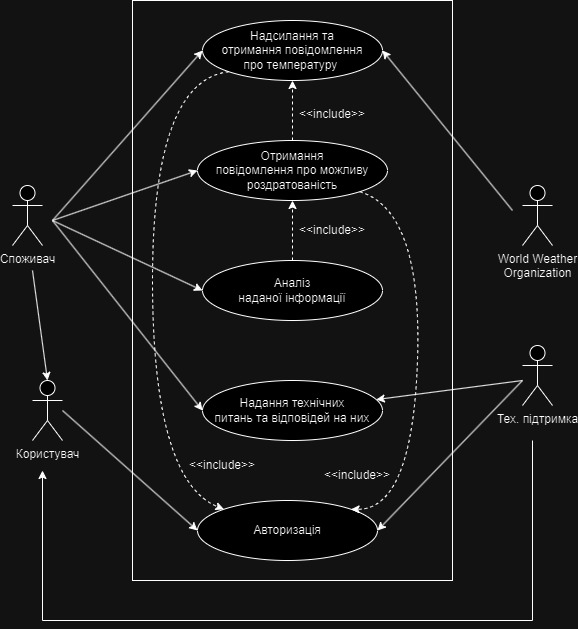 Надсилання та
отримання повідомлення
про температуру
<<include>>
Отримання
повідомлення про можливу
роздратованість
<<include>>
Споживач
World Weather
Organization
Аналіз
наданої інформації
Надання технічних
питань та відповідей на них
Тех. підтримка
Користувач
<<include>>
<<include>>
Авторизація